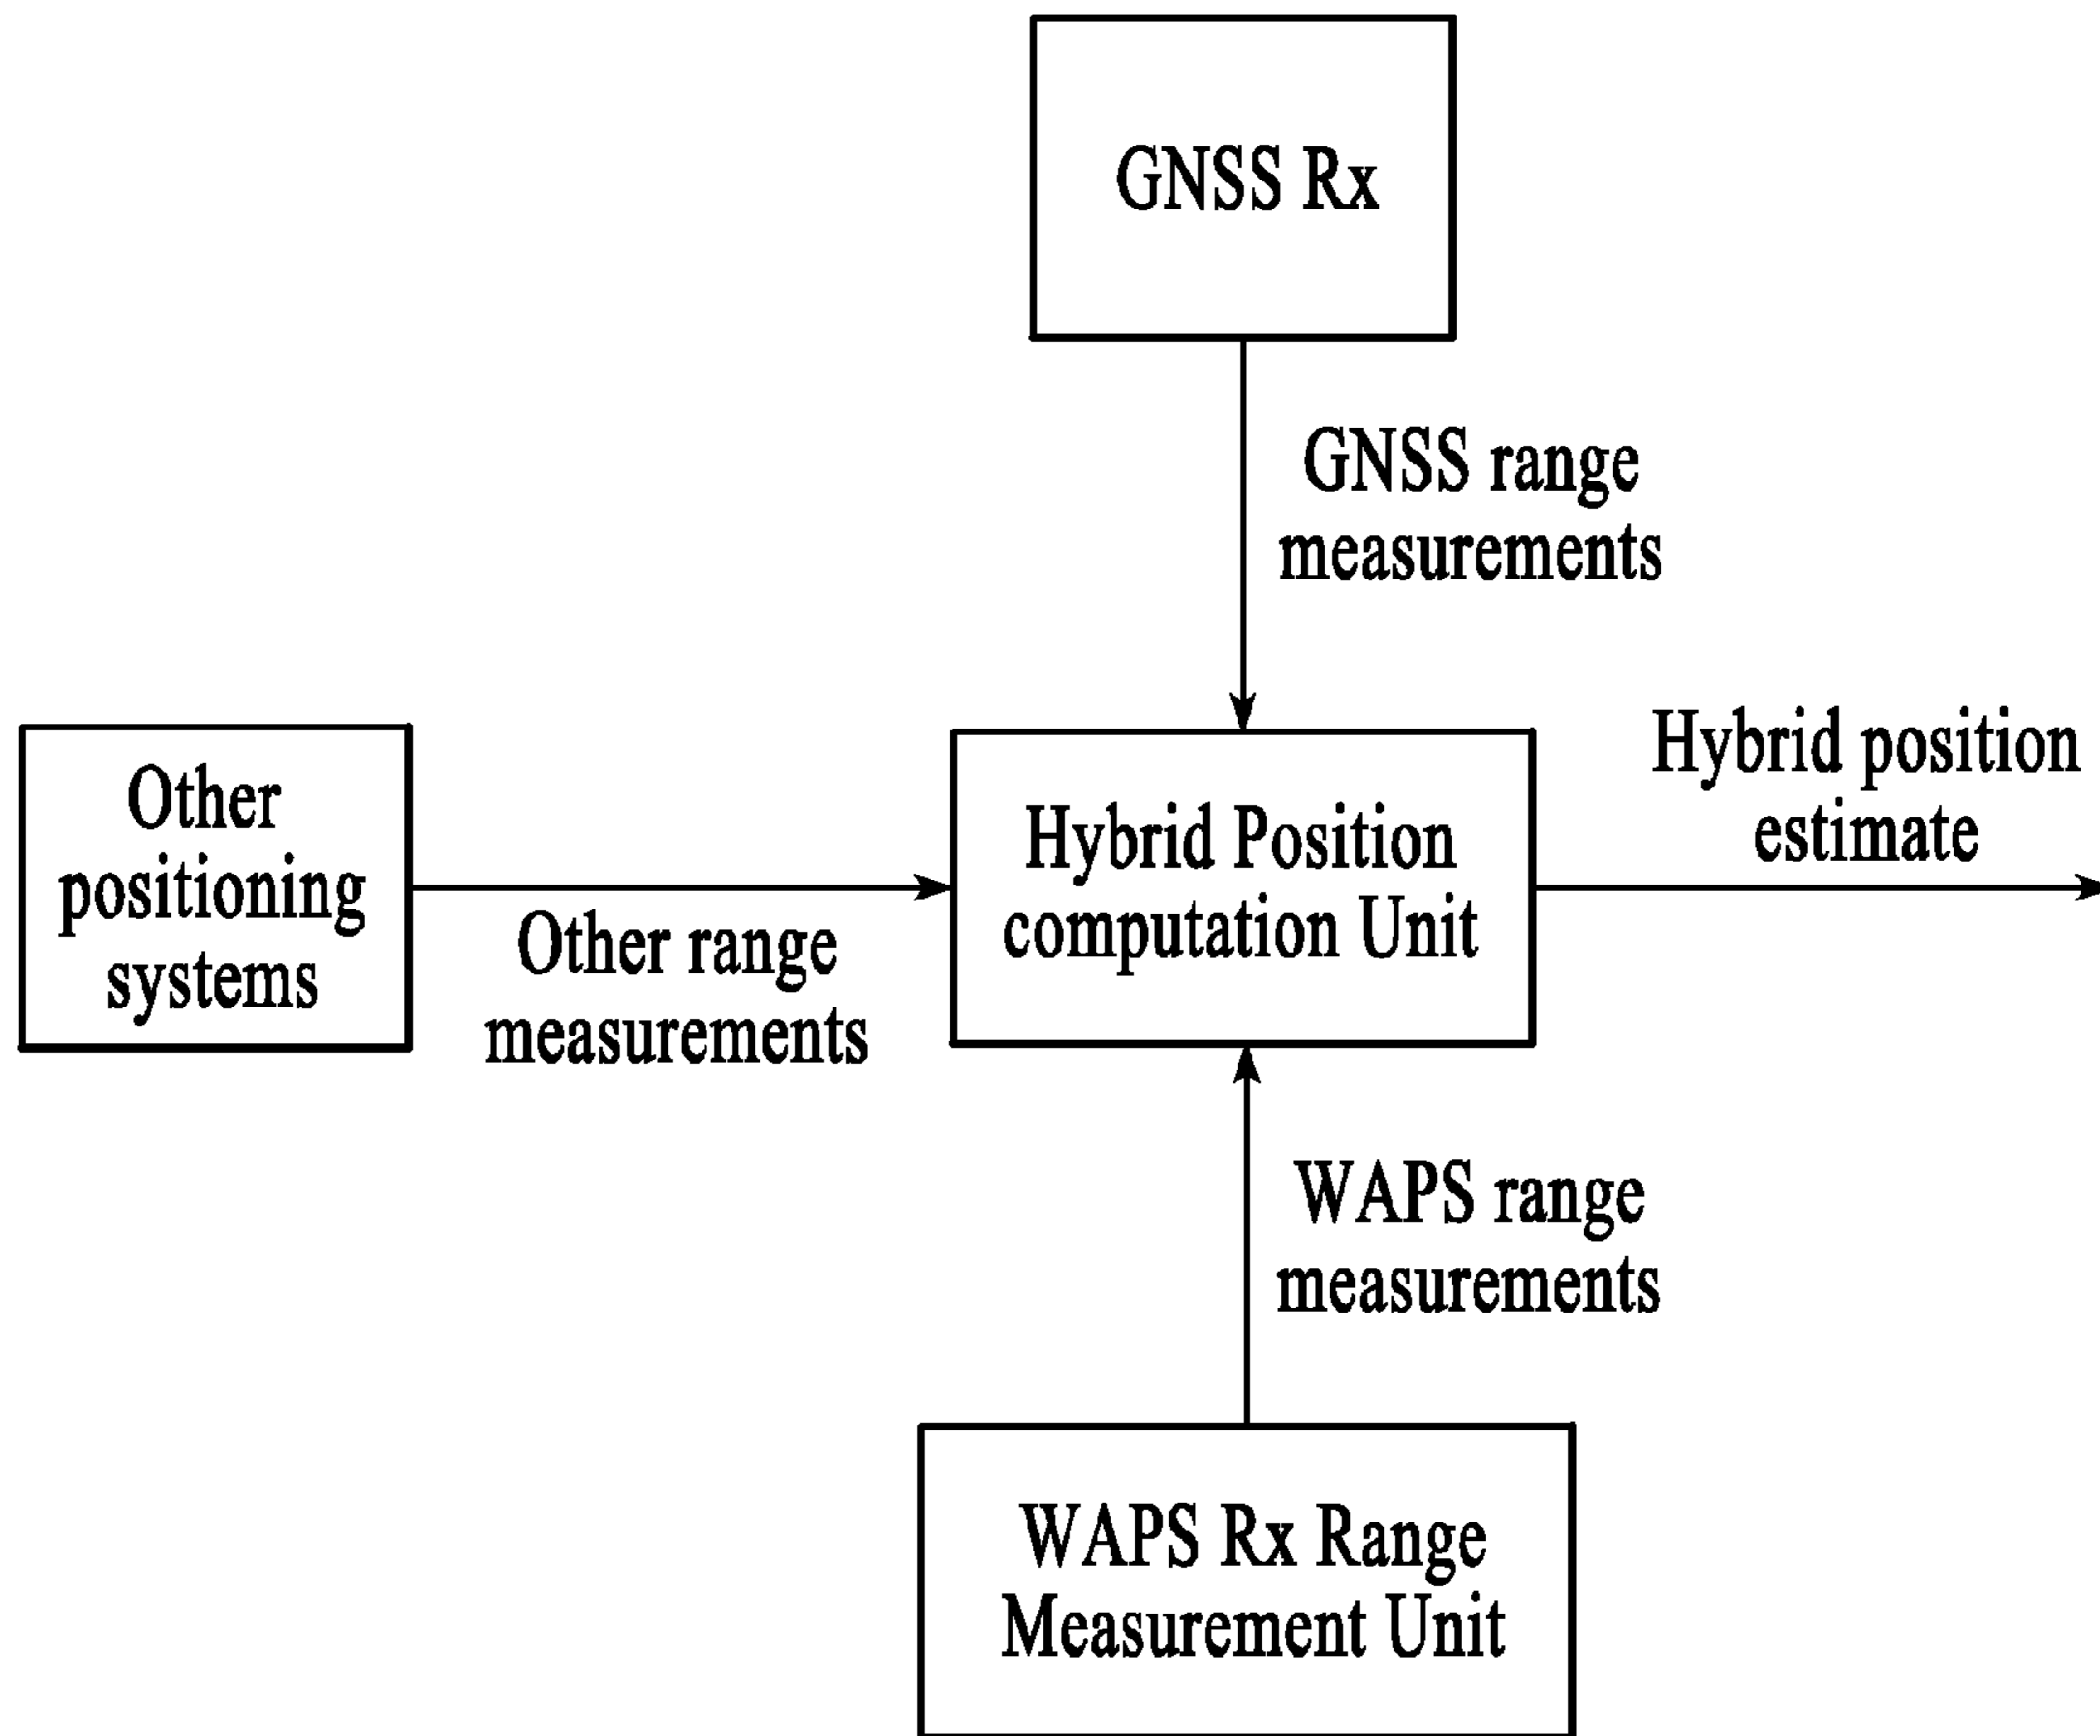 GNSS Rx
GNSS range
measurements
Other
positioning
systems
Other range
measurements
Hybrid Position
computation Unit
Hybrid position
estimate
WAPS range
measurements
WAPS Rx Range
Measurement Unit